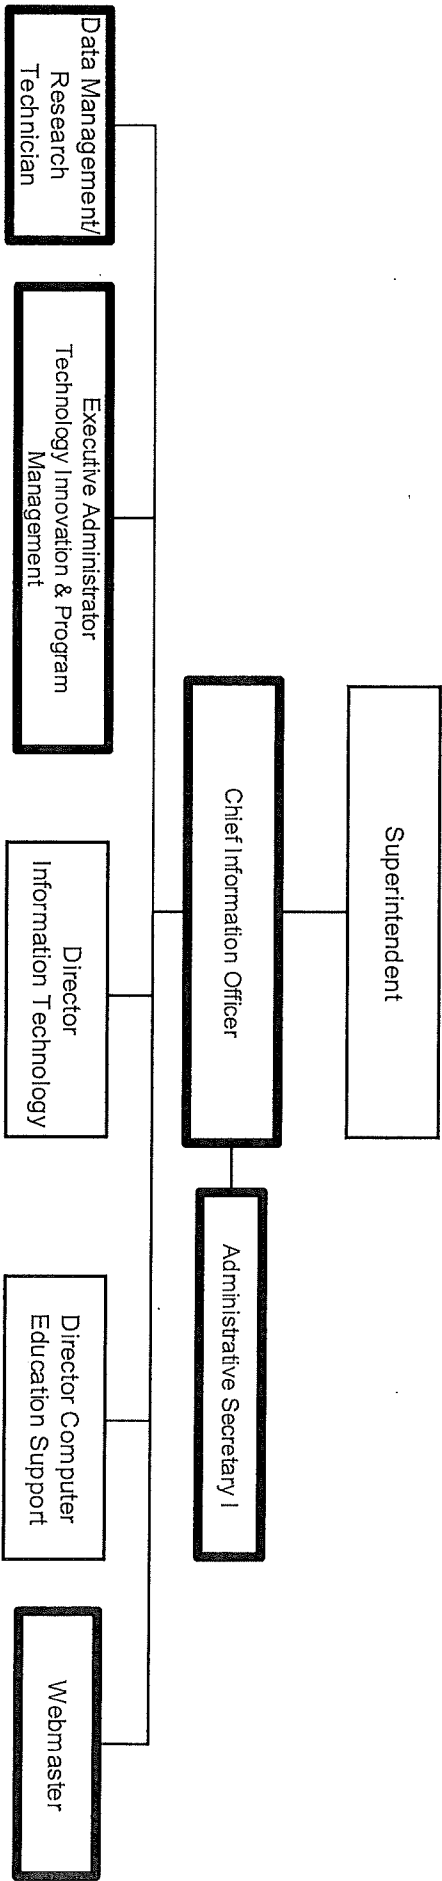 Superintendent
Chief Information Officer
Administrative Secretary I
Data Management/
Research
Technician
Executive Administrator
Technology Innovation & Program
Management
Director
Information Technology
Director Computer
Education Support
Webmaster